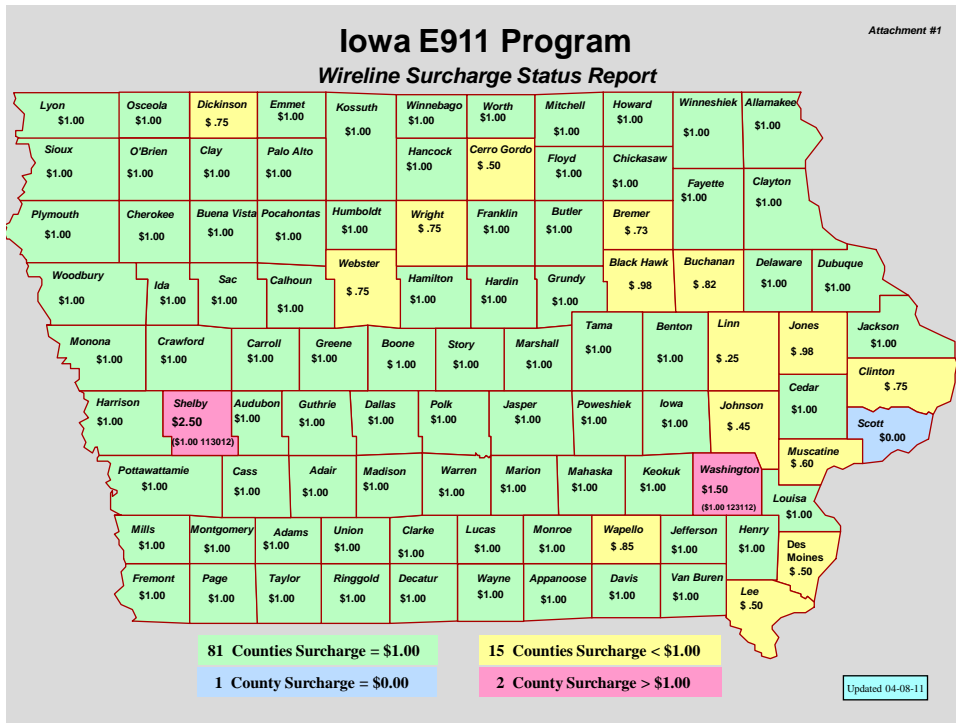 Iowa E911 Program
Attachment #1
Wireline Surcharge Status Report
Lyon
$1.00
Osceola
$1.00
Dickinson
$ .75
Emmet
$1.00
Kossuth
$1.00
Winnebago
$1.00
Worth
$1.00
Mitchell
$1.00
Howard
$1.00
Winneshiek
$1.00
Allamakee
$1.00
Sioux
$1.00
O'Brien
$1.00
Clay
$1.00
Palo Alto
$1.00
Hancock
$1.00
Cerro Gordo
$ .50
Floyd
$1.00
Chickasaw
$1.00
Fayette
$1.00
Clayton
$1.00
Plymouth
$1.00
Cherokee
$1.00
Buena Vista
$1.00
Pocahontas
$1.00
Humboldt
$1.00
Wright
$ .75
Franklin
$1.00
Butler
$1.00
Bremer
$ .73
Woodbury
$1.00
Ida
$1.00
Sac
$1.00
Calhoun
$1.00
Webster
$ .75
Hamilton
$1.00
Hardin
$1.00
Grundy
$1.00
Black Hawk
$ .98
Buchanan
$ .82
Delaware
$1.00
Dubuque
$1.00
Monona
$1.00
Crawford
$1.00
Carroll
$1.00
Greene
$1.00
Boone
$ 1.00
Story
$1.00
Marshall
$1.00
Tama
$1.00
Benton
$1.00
Linn
$ .25
Jones
$ .98
Jackson
$1.00
Clinton
$ .75
Harrison
$1.00
Shelby
$2.50
($1.00 113012)
Audubon
$1.00
Guthrie
$1.00
Dallas
$1.00
Polk
$1.00
Jasper
$1.00
Poweshiek
$1.00
Iowa
$1.00
Johnson
$ .45
Cedar
$1.00
Scott
$0.00
Muscatine
$ .60
Pottawattamie
$1.00
Cass
$1.00
Adair
$1.00
Madison
$1.00
Warren
$1.00
Marion
$1.00
Mahaska
$1.00
Keokuk
$1.00
Washington
$1.50
($1.00 123112)
Louisa
$1.00
Mills
$1.00
Montgomery
$1.00
Adams
$1.00
Union
$1.00
Clarke
$1.00
Lucas
$1.00
Monroe
$1.00
Wapello
$ .85
Jefferson
$1.00
Henry
$1.00
Des
Moines
$ .50
Fremont
$1.00
Page
$1.00
Taylor
$1.00
Ringgold
$1.00
Decatur
$1.00
Wayne
$1.00
Appanoose
$1.00
Davis
$1.00
Van Buren
$1.00
Lee
$ .50
81 Counties Surcharge = $1.00
15 Counties Surcharge < $1.00
1 County Surcharge = $0.00
2 County Surcharge > $1.00
Updated 04-08-11